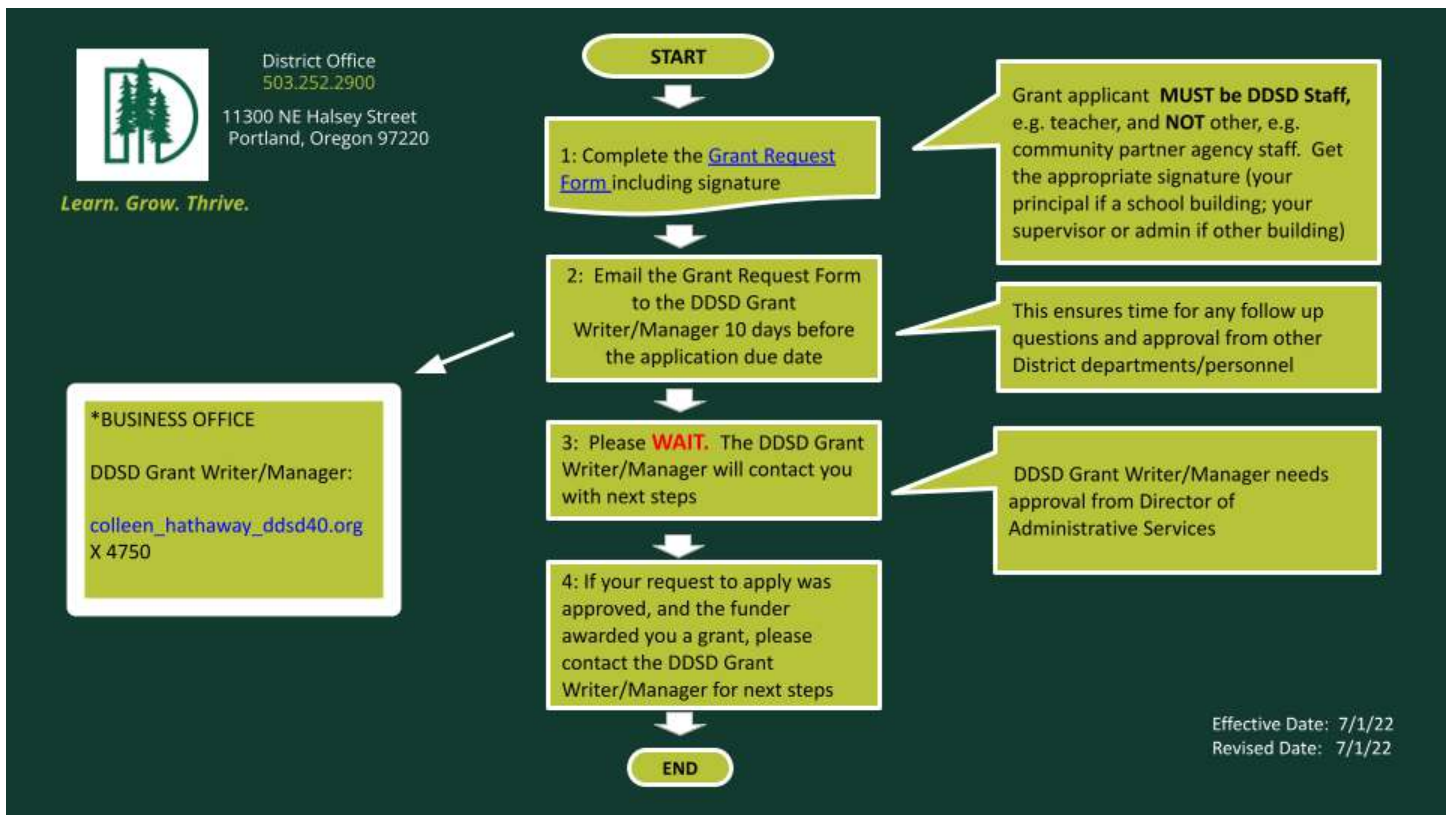 District Office
503.252.2900
11300 NE Halsey Street
Portland, Oregon 97220
Learn. Grow. Thrive.
START
1: Complete the Grant Request
Form including signature
Grant applicant MUST be DDSD Staff,
e.g. teacher, and NOT other, e.g.
community partner agency staff. Get
the appropriate signature (your
principal if a school building; your
supervisor or admin if other building)
2: Email the Grant Request Form
to the DDSD Grant
Writer/Manager 10 days before
the application due date
This ensures time for any follow up
questions and approval from other
District departments/personnel
*BUSINESS OFFICE
DDSD Grant Writer/Manager:
colleen_hathaway_ddsd40.org
X 4750
3: Please WAIT. The DDSD Grant
Writer/Manager will contact you
with next steps
DDSD Grant Writer/Manager needs
approval from Director of
Administrative Services
4: If your request to apply was
approved, and the funder
awarded you a grant, please
contact the DDSD Grant
Writer/Manager for next steps
END
Effective Date: 7/1/22
Revised Date: 7/1/22